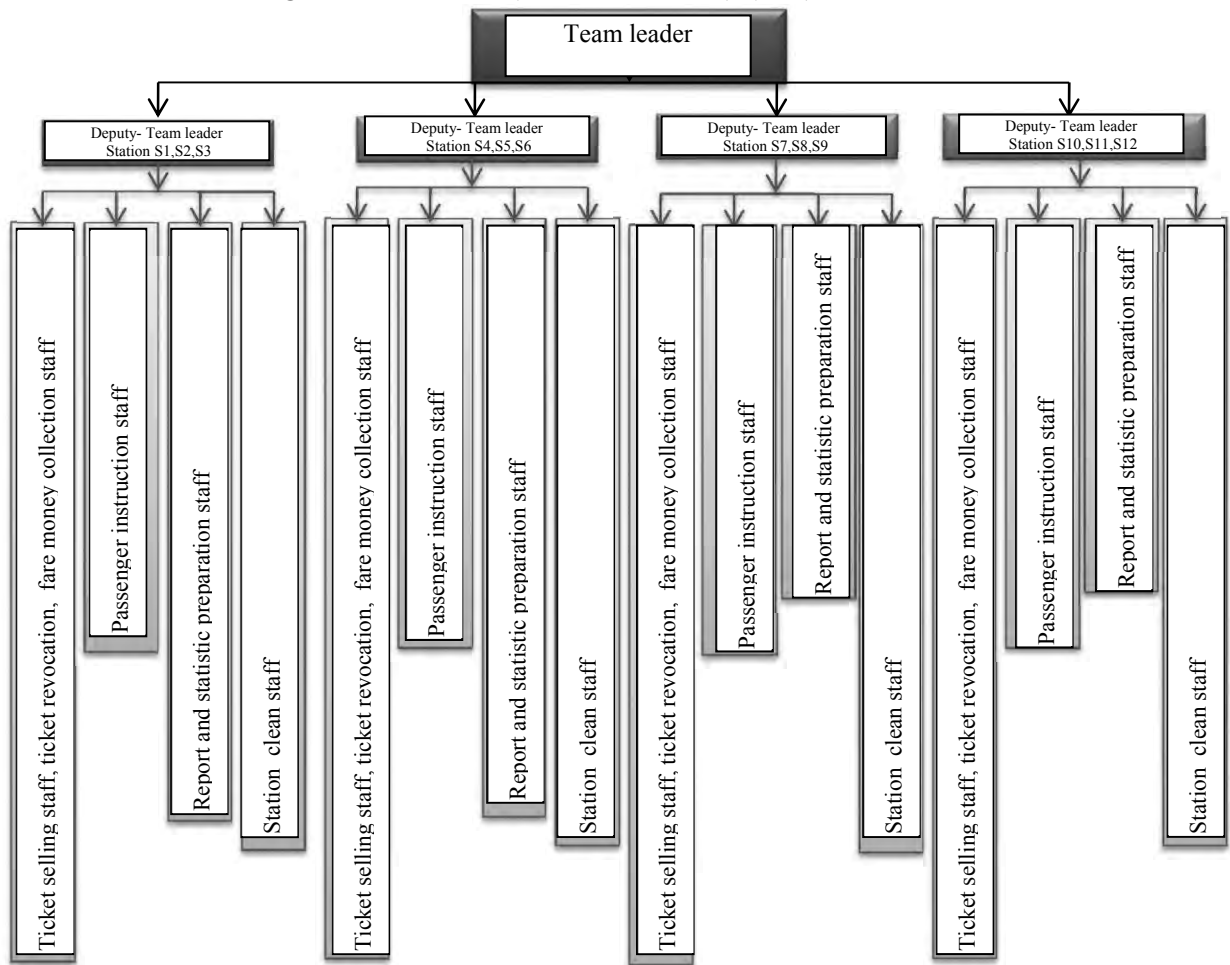 Team leader
Deputy- Team leader
Station S1,S2,S3
Deputy- Team leader
Station S4,S5,S6
Deputy- Team leader
Station S7,S8,S9
Deputy- Team leader
Station S10,S11,S12
Ticket selling staff, ticket revocation, fare money collection staff
Passenger instruction staff
Report and statistic preparation staff
Station clean staff
Ticket selling staff, ticket revocation, fare money collection staff
Passenger instruction staff
Report and statistic preparation staff
Station clean staff
Ticket selling staff, ticket revocation, fare money collection staff
Passenger instruction staff
Report and statistic preparation staff
Station clean staff
Ticket selling staff, ticket revocation, fare money collection staff
Passenger instruction staff
Report and statistic preparation staff
Station clean staff